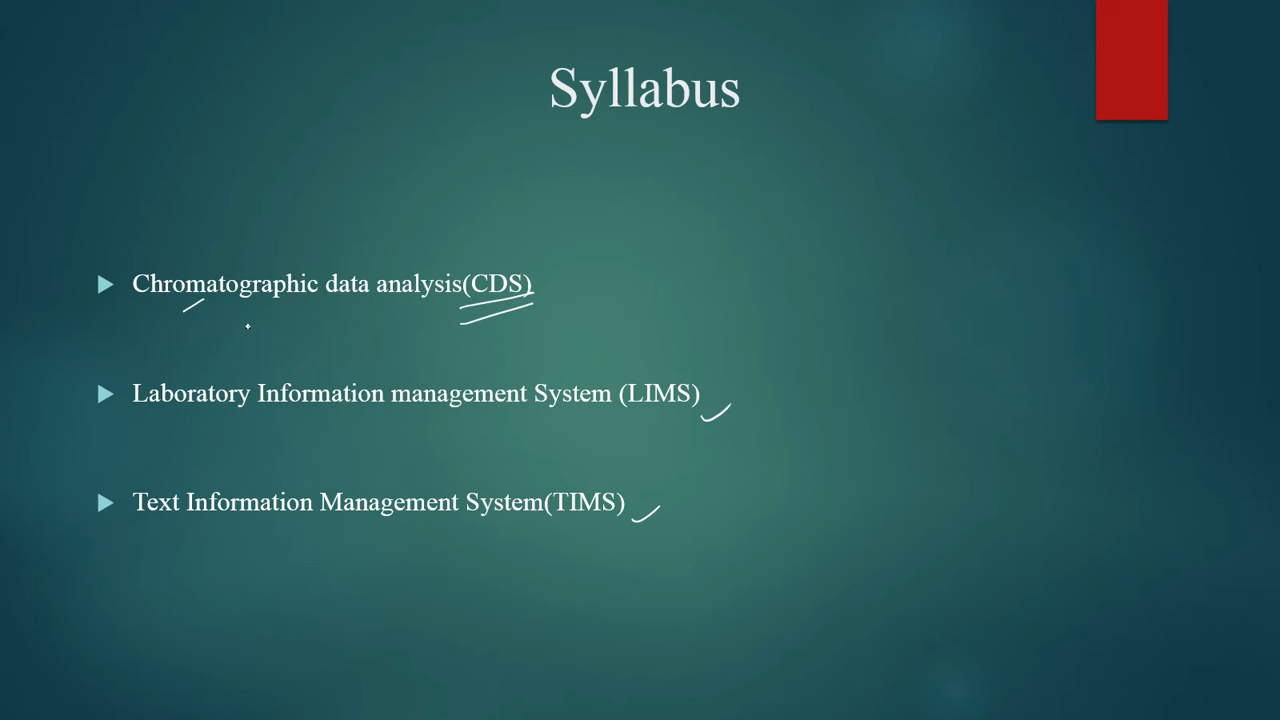 Syllabus
Chromatographic data analysis(CDS)
Laboratory Information management System (LIMS)
Text Information Management System(TIMS)